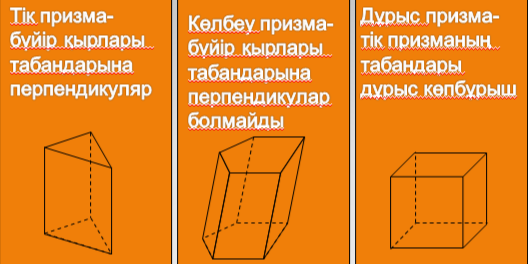 Тік призма-
бүйір қырлары
табандарына
перпендикуляр
Көлбеу призма-
бүйір қырлары
табандарына
перпендикулар
болмайды
Дұрыс призма-
тік призманың
табандары
дұрыс көпбұрыш